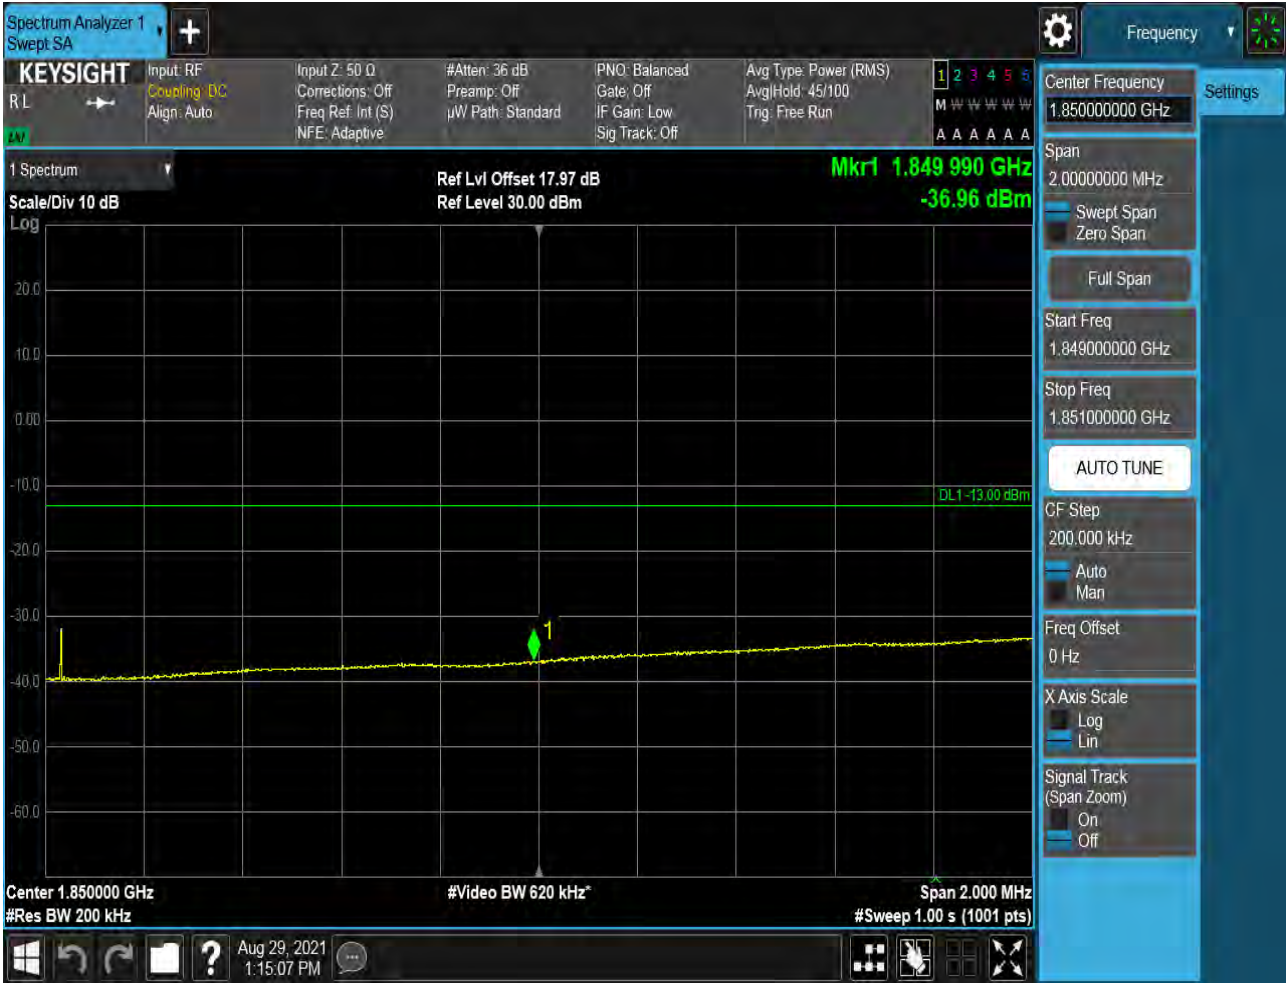 Spectrum Analyzer 1
Swept SA
+
Frequency
KEYSIGHT
R L
LNI
Input: RF
Coupling: DC
Align: Auto
Input Z: 50 Ω
Corrections: Off
Freq Ref: Int (S)
NFE: Adaptive
#Atten: 36 dB
Preamp: Off
µW Path: Standard
PNO: Balanced
Gate: Off
IF Gain: Low
Sig Track: Off
Avg Type: Power (RMS)
Avg|Hold: 45/100
Trig: Free Run
1 2 3 4 5 6
M W W W W W
A A A A A A
1 Spectrum
Scale/Div 10 dB
Log
Ref Lvl Offset 17.97 dB
Ref Level 30.00 dBm
Mkr1 1.849 990 GHz
-36.96 dBm
20.0
10.0
0.00
-10.0
DL1 -13.00 dBm
-20.0
-30.0
1
-40.0
-50.0
-60.0
Center 1.850000 GHz
#Res BW 200 kHz
#Video BW 620 kHz*
Span 2.000 MHz
#Sweep 1.00 s (1001 pts)
Center Frequency
1.850000000 GHz
Settings
Span
2.00000000 MHz
Swept Span
Zero Span
Full Span
Start Freq
1.849000000 GHz
Stop Freq
1.851000000 GHz
AUTO TUNE
CF Step
200.000 kHz
Auto
Man
Freq Offset
0 Hz
X Axis Scale
Log
Lin
Signal Track
(Span Zoom)
On
Off
?
Aug 29, 2021
1:15:07 PM